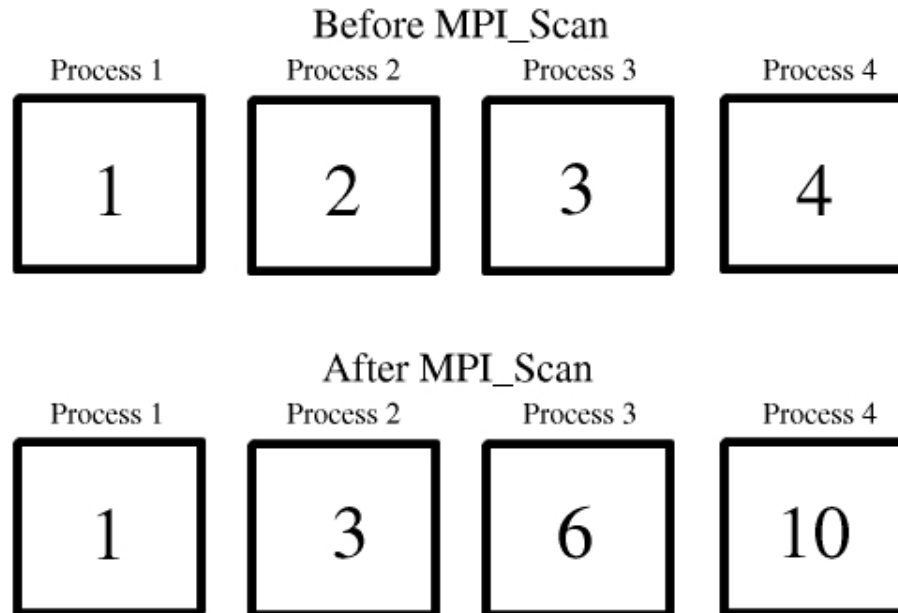 Before MPI_Scan
Process 1 Process 2 Process 3 Process 4
1 2 3 4
After MPI_Scan
Process 1 Process 2 Process 3 Process 4
1 3 6 10